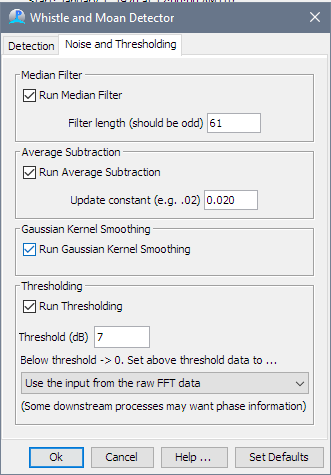 Whistle and Moan Detector
Detection Noise and Thresholding
Median Filter
Run Median Filter
Filter length (should be odd) 61
Average Subtraction
Run Average Subtraction
Update constant (e.g. .02) 0.020
Gaussian Kernel Smoothing
Run Gaussian Kernel Smoothing
Thresholding
Run Thresholding
Threshold (dB) 7
Below threshold -> 0. Set above threshold data to ...
Use the input from the raw FFT data
(Some downstream processes may want phase information)
Ok Cancel Help ... Set Defaults